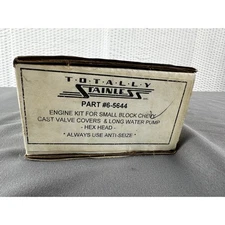 TOTALLY
STAINLESS
PART #6-5644
ENGINE KIT FOR SMALL BLOCK CHEVY
CAST VALVE COVERS & LONG WATER PUMP
- HEX HEAD -
* ALWAYS USE ANTI-SEIZE *